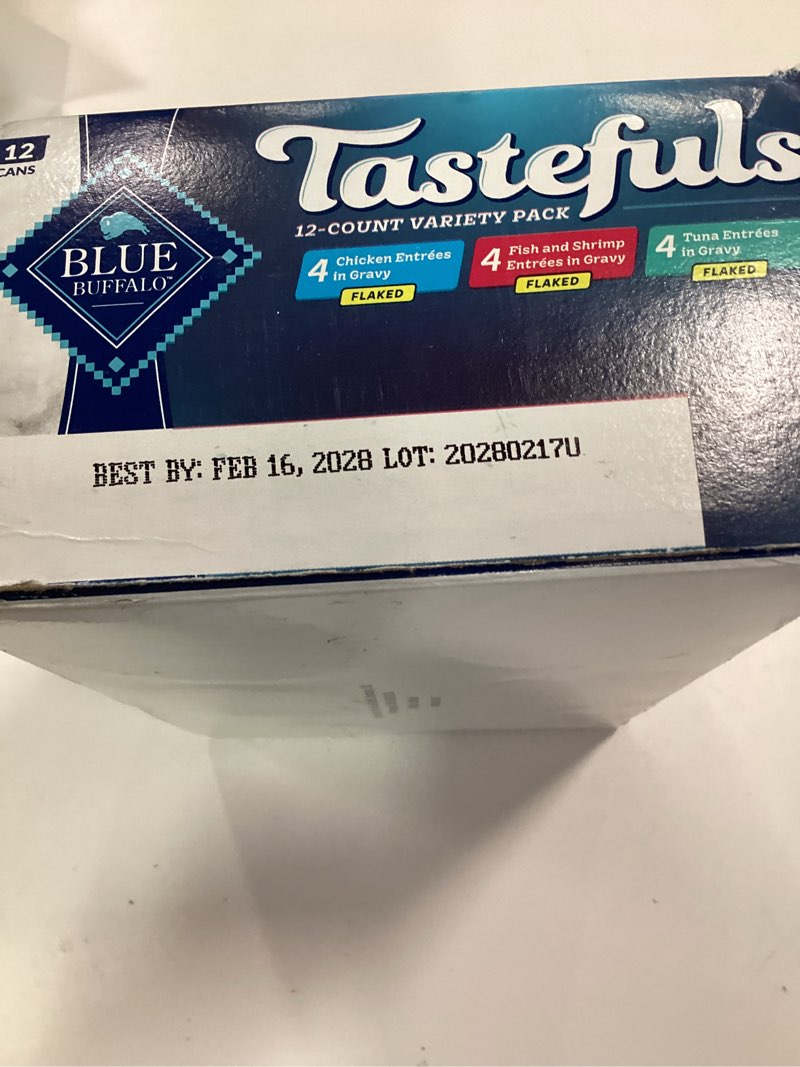 12
CANS
BLUE
BUFFALO™
Tastefuls
12-COUNT VARIETY PACK
4 Chicken Entrées
in Gravy
FLAKED
4 Fish and Shrimp
Entrées in Gravy
FLAKED
4 Tuna Entrées
in Gravy
FLAKED
BEST BY: FEB 16, 2028 LOT: 20280217U